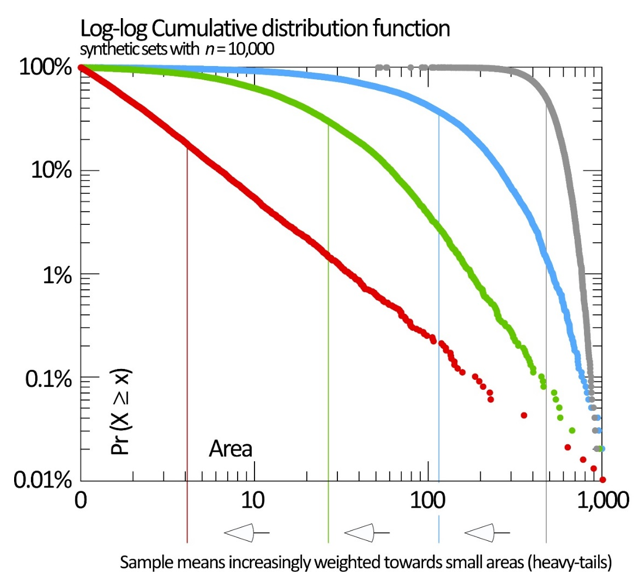 Log-log Cumulative distribution function
synthetic sets with n = 10,000
100%
10%
1%
0.1%
0.01%
Pr (X ≥ x)
Area
0 10 100 1,000
Sample means increasingly weighted towards small areas (heavy-tails)